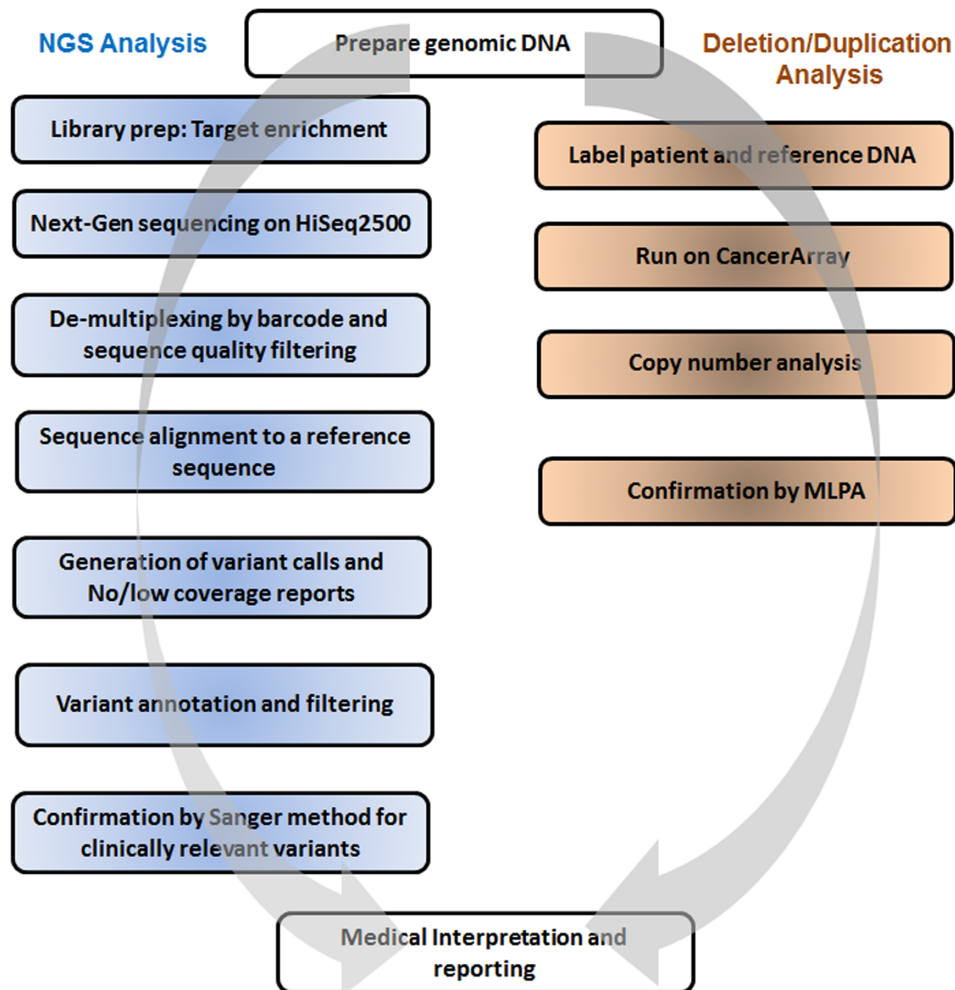 NGS Analysis
Prepare genomic DNA
Deletion/Duplication
Analysis
Library prep: Target enrichment
Next-Gen sequencing on HiSeq2500
De-multiplexing by barcode and
sequence quality filtering
Sequence alignment to a reference
sequence
Generation of variant calls and
No/low coverage reports
Variant annotation and filtering
Confirmation by Sanger method for
clinically relevant variants
Label patient and reference DNA
Run on CancerArray
Copy number analysis
Confirmation by MLPA
Medical Interpretation and
reporting